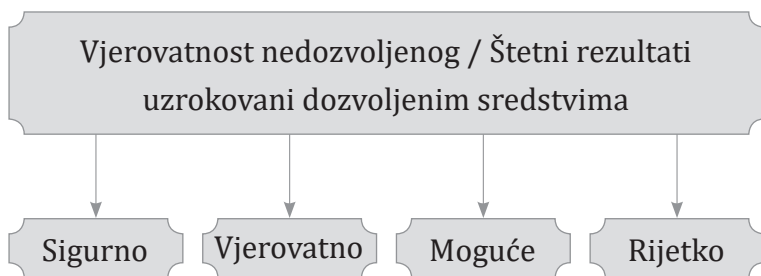 Vjerovatnost nedozvoljenog / Štetni rezultati
uzrokovani dozvoljenim sredstvima
Sigurno
Vjerovatno
Moguće
Rijetko